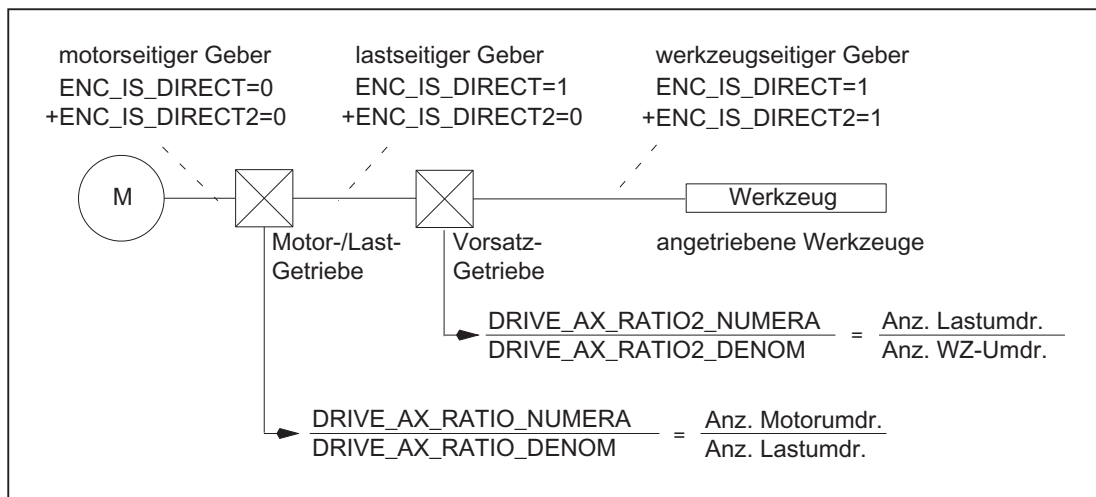 motorseitiger Geber
ENC_IS_DIRECT=0
+ENC_IS_DIRECT2=0
lastseitiger Geber
ENC_IS_DIRECT=1
+ENC_IS_DIRECT2=0
werkzeugseitiger Geber
ENC_IS_DIRECT=1
+ENC_IS_DIRECT2=1
M
Werkzeug
Motor-/Last-
Getriebe
Vorsatz-
Getriebe
angetriebene Werkzeuge
DRIVE_AX_RATIO2_NUMERA
DRIVE_AX_RATIO2_DENOM
=
Anz. Lastumdr.
Anz. WZ-Umdr.
DRIVE_AX_RATIO_NUMERA
DRIVE_AX_RATIO_DENOM
=
Anz. Motorumdr.
Anz. Lastumdr.